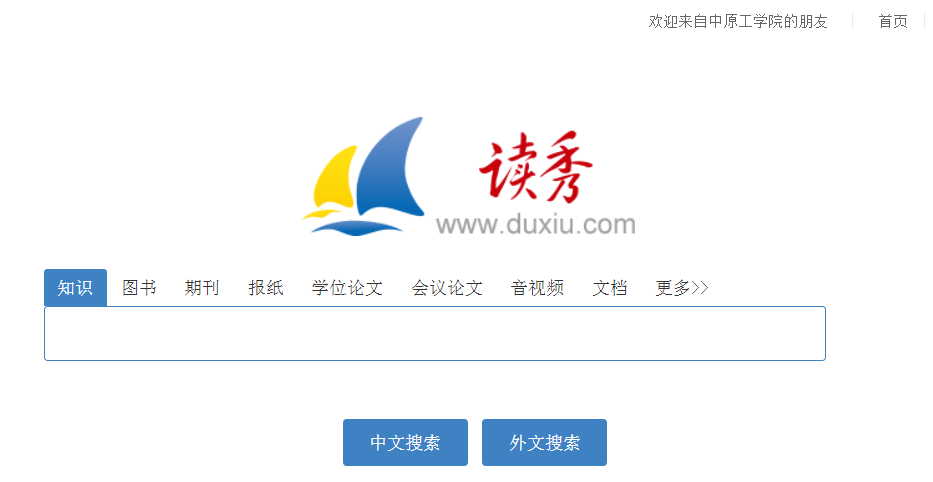 欢迎来自中原工学院的朋友 | 首页 |
读秀
www.duxiu.com
知识 图书 期刊 报纸 学位论文 会议论文 音视频 文档 更多>>
中文搜索 外文搜索